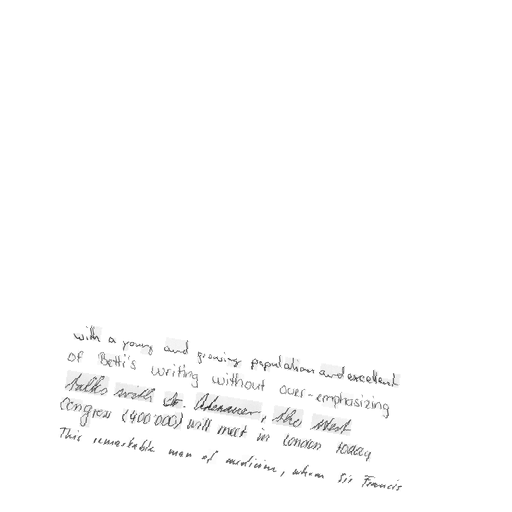 with a young and growing population and excellent
of Betti's writing without over-emphasizing
talks with Dr. Adenauer, the West
Congress (400'000) will meet in London today
This remarkable man of medicine, whom Sir Francis